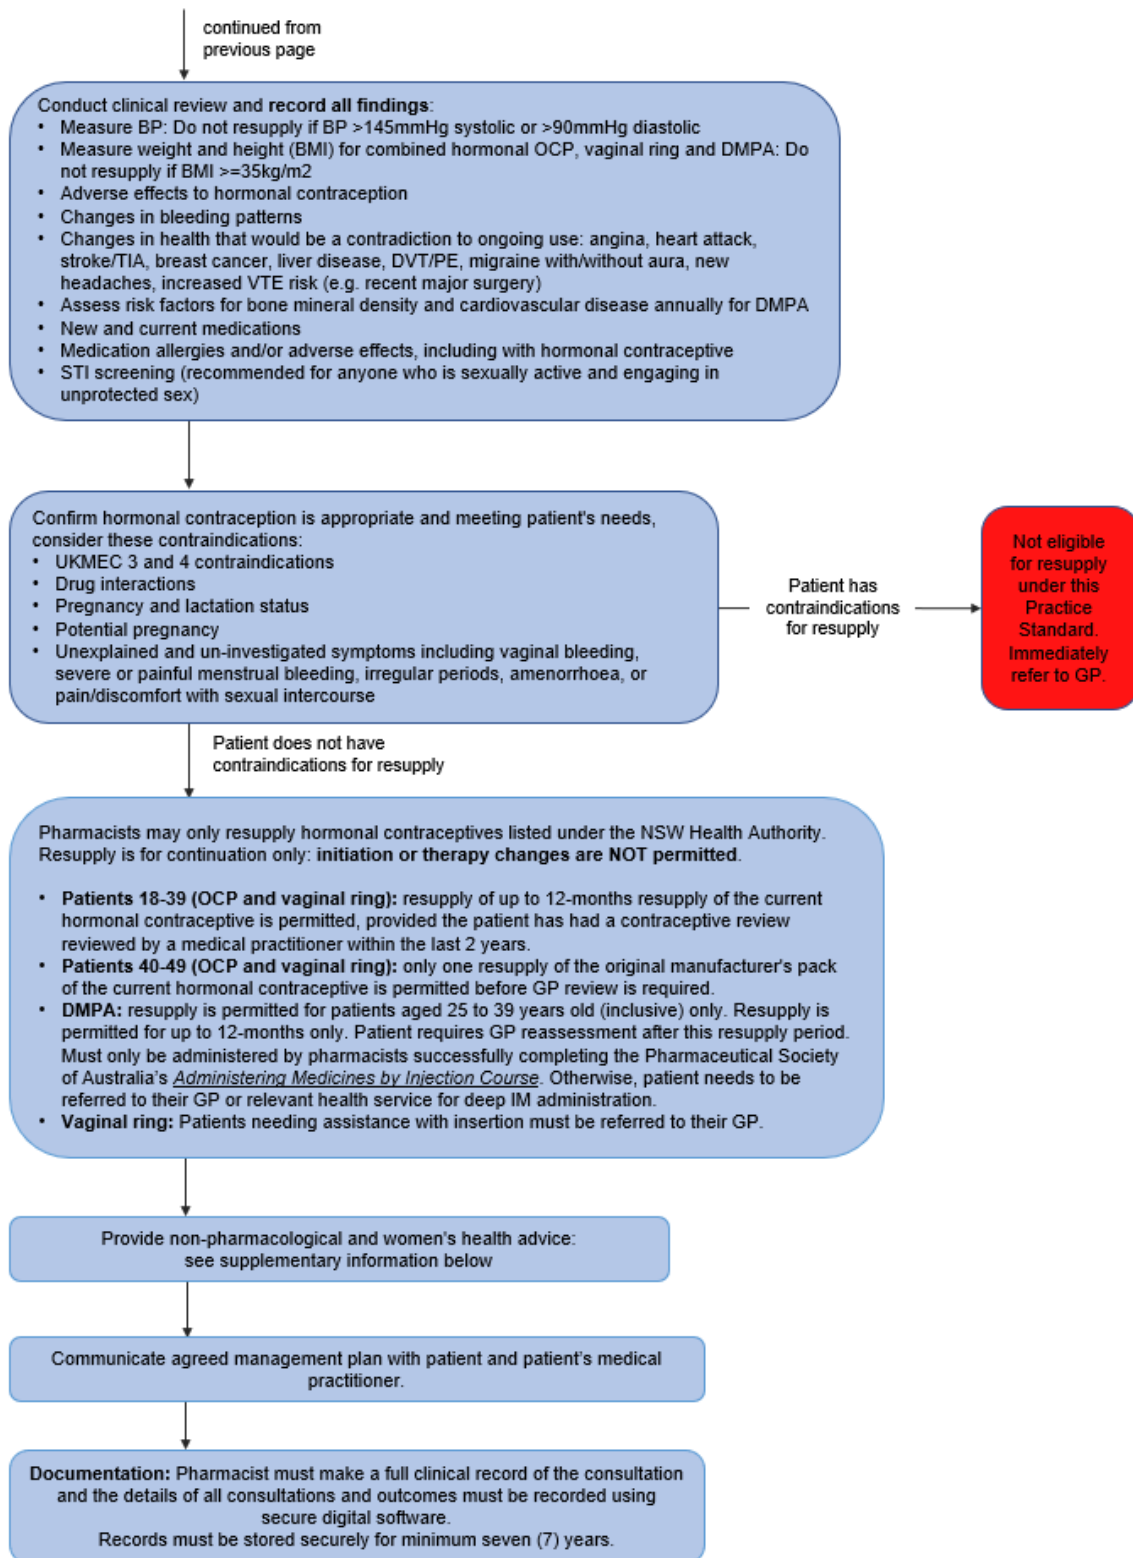 continued from
previous page
Conduct clinical review and record all findings:
• Measure BP: Do not resupply if BP >145mmHg systolic or >90mmHg diastolic
• Measure weight and height (BMI) for combined hormonal OCP, vaginal ring and DMPA: Do
not resupply if BMI >=35kg/m2
• Adverse effects to hormonal contraception
• Changes in bleeding patterns
• Changes in health that would be a contradiction to ongoing use: angina, heart attack,
stroke/TIA, breast cancer, liver disease, DVT/PE, migraine with/without aura, new
headaches, increased VTE risk (e.g. recent major surgery)
• Assess risk factors for bone mineral density and cardiovascular disease annually for DMPA
• New and current medications
• Medication allergies and/or adverse effects, including with hormonal contraceptive
• STI screening (recommended for anyone who is sexually active and engaging in
unprotected sex)
Confirm hormonal contraception is appropriate and meeting patient's needs,
consider these contraindications:
• UKMEC 3 and 4 contraindications
• Drug interactions
• Pregnancy and lactation status
• Potential pregnancy
• Unexplained and un-investigated symptoms including vaginal bleeding,
severe or painful menstrual bleeding, irregular periods, amenorrhoea, or
pain/discomfort with sexual intercourse
Patient has
contraindications
for resupply
Not eligible
for resupply
under this
Practice
Standard.
Immediately
refer to GP.
Patient does not have
contraindications for resupply
Pharmacists may only resupply hormonal contraceptives listed under the NSW Health Authority.
Resupply is for continuation only: initiation or therapy changes are NOT permitted.
• Patients 18-39 (OCP and vaginal ring): resupply of up to 12-months resupply of the current
hormonal contraceptive is permitted, provided the patient has had a contraceptive review
reviewed by a medical practitioner within the last 2 years.
• Patients 40-49 (OCP and vaginal ring): only one resupply of the original manufacturer's pack
of the current hormonal contraceptive is permitted before GP review is required.
• DMPA: resupply is permitted for patients aged 25 to 39 years old (inclusive) only. Resupply is
permitted for up to 12-months only. Patient requires GP reassessment after this resupply period.
Must only be administered by pharmacists successfully completing the Pharmaceutical Society
of Australia's Administering Medicines by Injection Course. Otherwise, patient needs to be
referred to their GP or relevant health service for deep IM administration.
• Vaginal ring: Patients needing assistance with insertion must be referred to their GP.
Provide non-pharmacological and women's health advice:
see supplementary information below
Communicate agreed management plan with patient and patient's medical
practitioner.
Documentation: Pharmacist must make a full clinical record of the consultation
and the details of all consultations and outcomes must be recorded using
secure digital software.
Records must be stored securely for minimum seven (7) years.